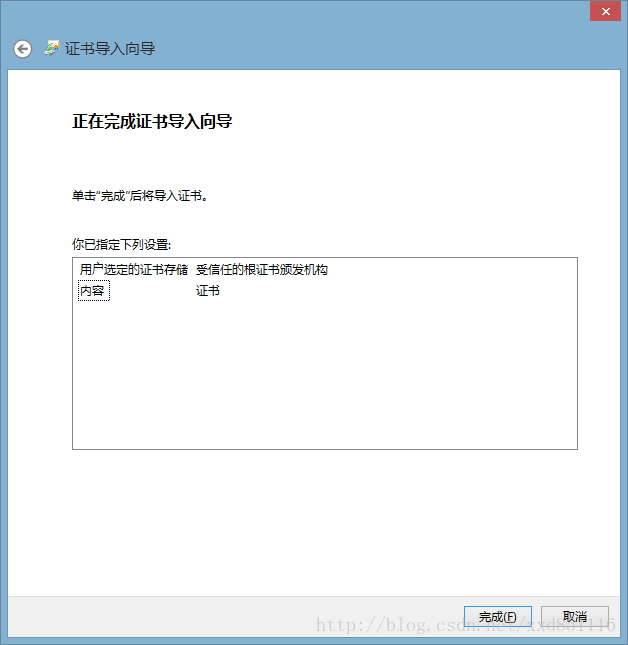 证书导入向导
正在完成证书导入向导
单击"完成"后将导入证书。
你已指定下列设置:
用户选定的证书存储 受信任的根证书颁发机构
内容 证书
完成(F) 取消